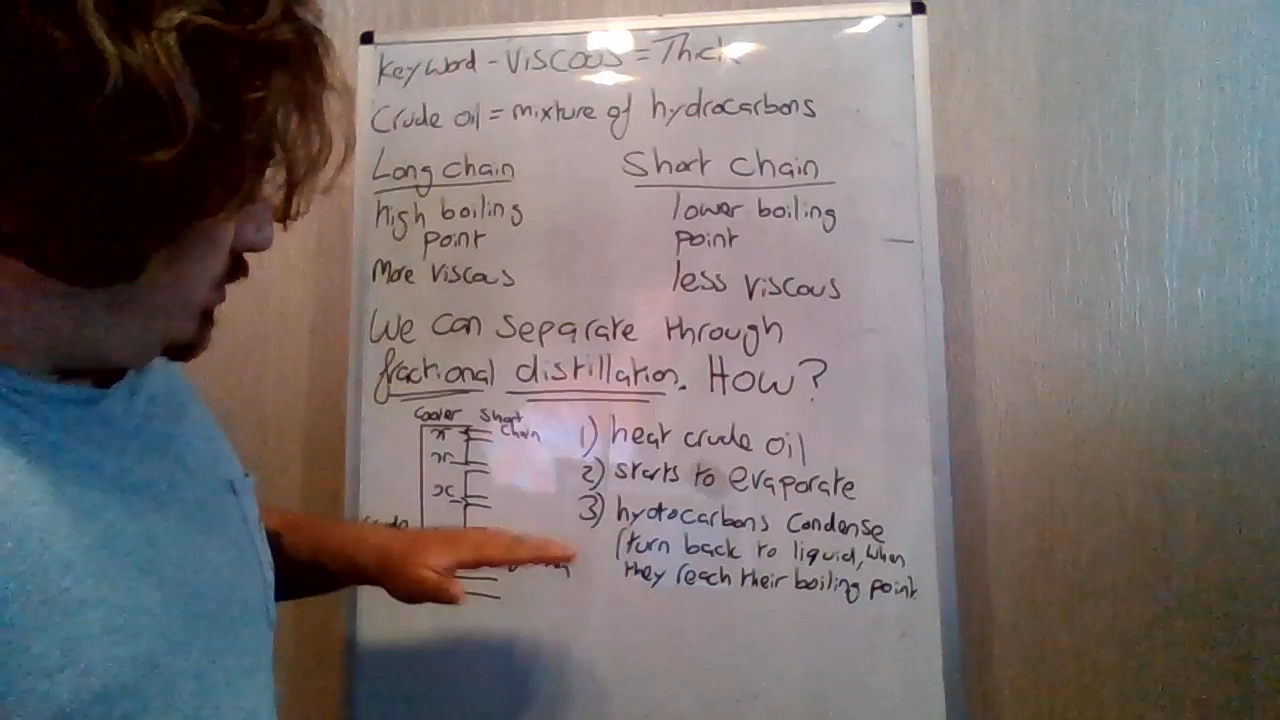 Keyword - Viscous = Thick
Crude oil = mixture of hydrocarbons
Long chain
Short chain
high boiling
point
lower boiling
point
More viscous
less viscous
We can separate through
fractional distillation. How?
Cooler
Short
chain
1) heat crude oil
2) starts to evaporate
3) hydrocarbons condense
(turn back to liquid, when
they reach their boiling point